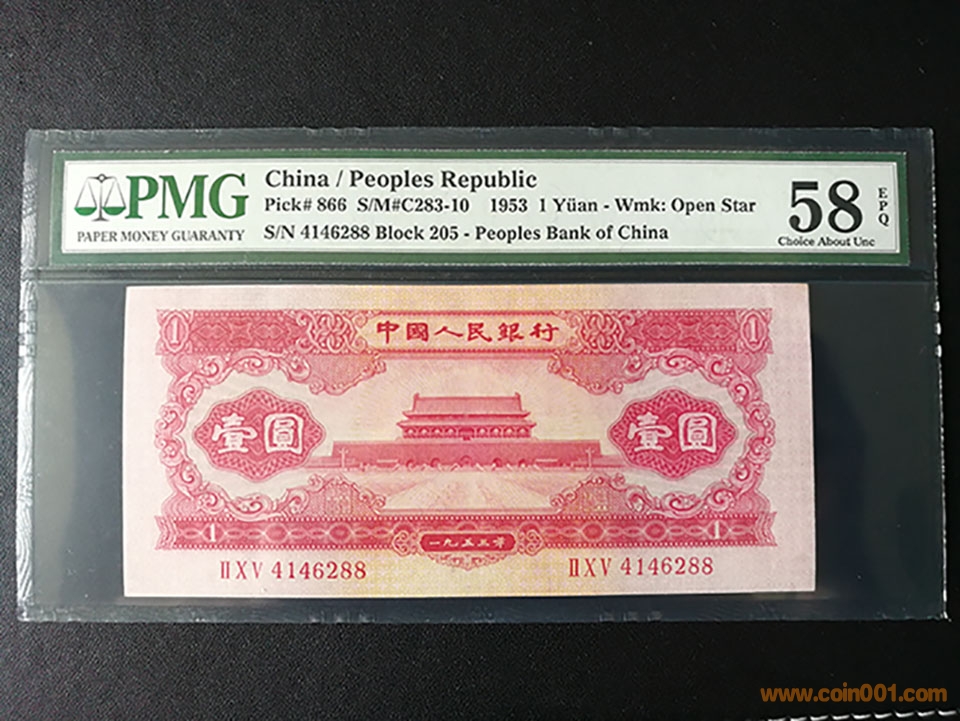 PMG
PAPER MONEY GUARANTY
China / Peoples Republic
Pick# 866 S/M#C283-10 1953 1 Yüan - Wmk: Open Star
S/N 4146288 Block 205 - Peoples Bank of China
58 EPQ
Choice About Unc
1 中國人民銀行 1
壹圓 壹圓
1 一九五三年 1
ⅡⅩⅤ 4146288 ⅡⅩⅤ 4146288
www.coin001.com